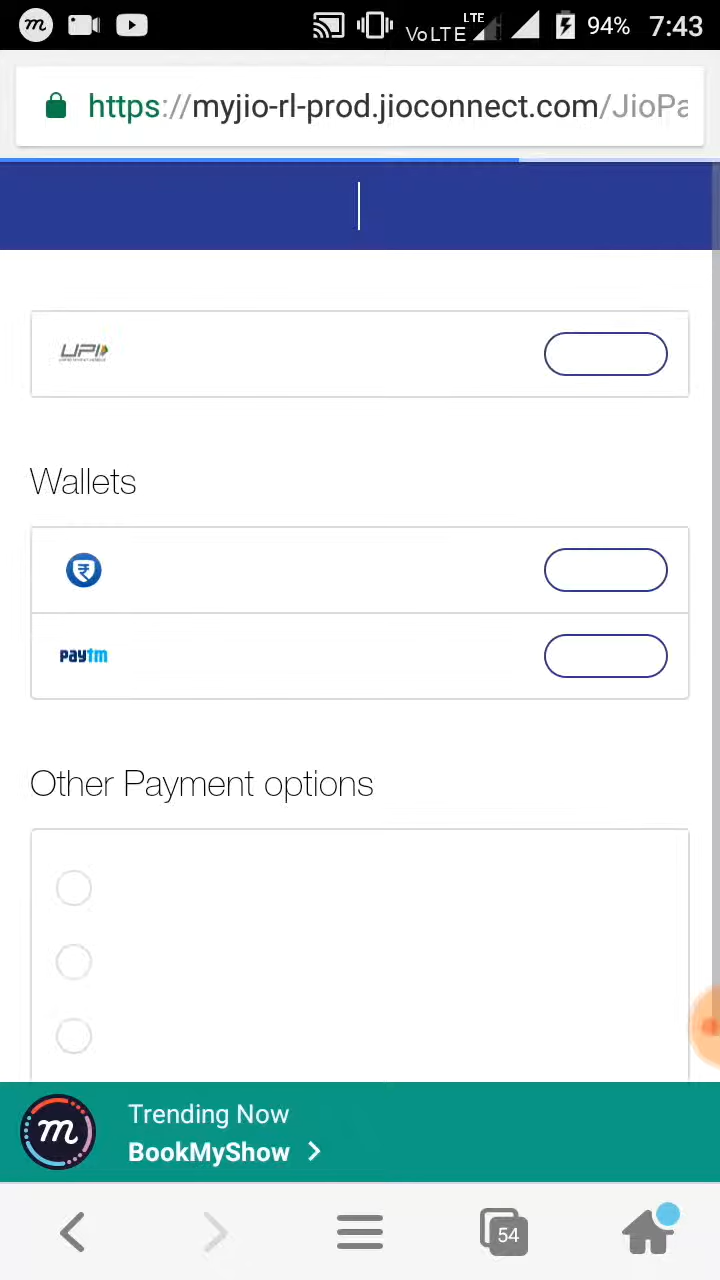 m
VoLTE LTE 94% 7:43
https://myjio-rl-prod.jioconnect.com/JioPa
UPI
Wallets
₹
paytm
Other Payment options
m
Trending Now
BookMyShow >
54